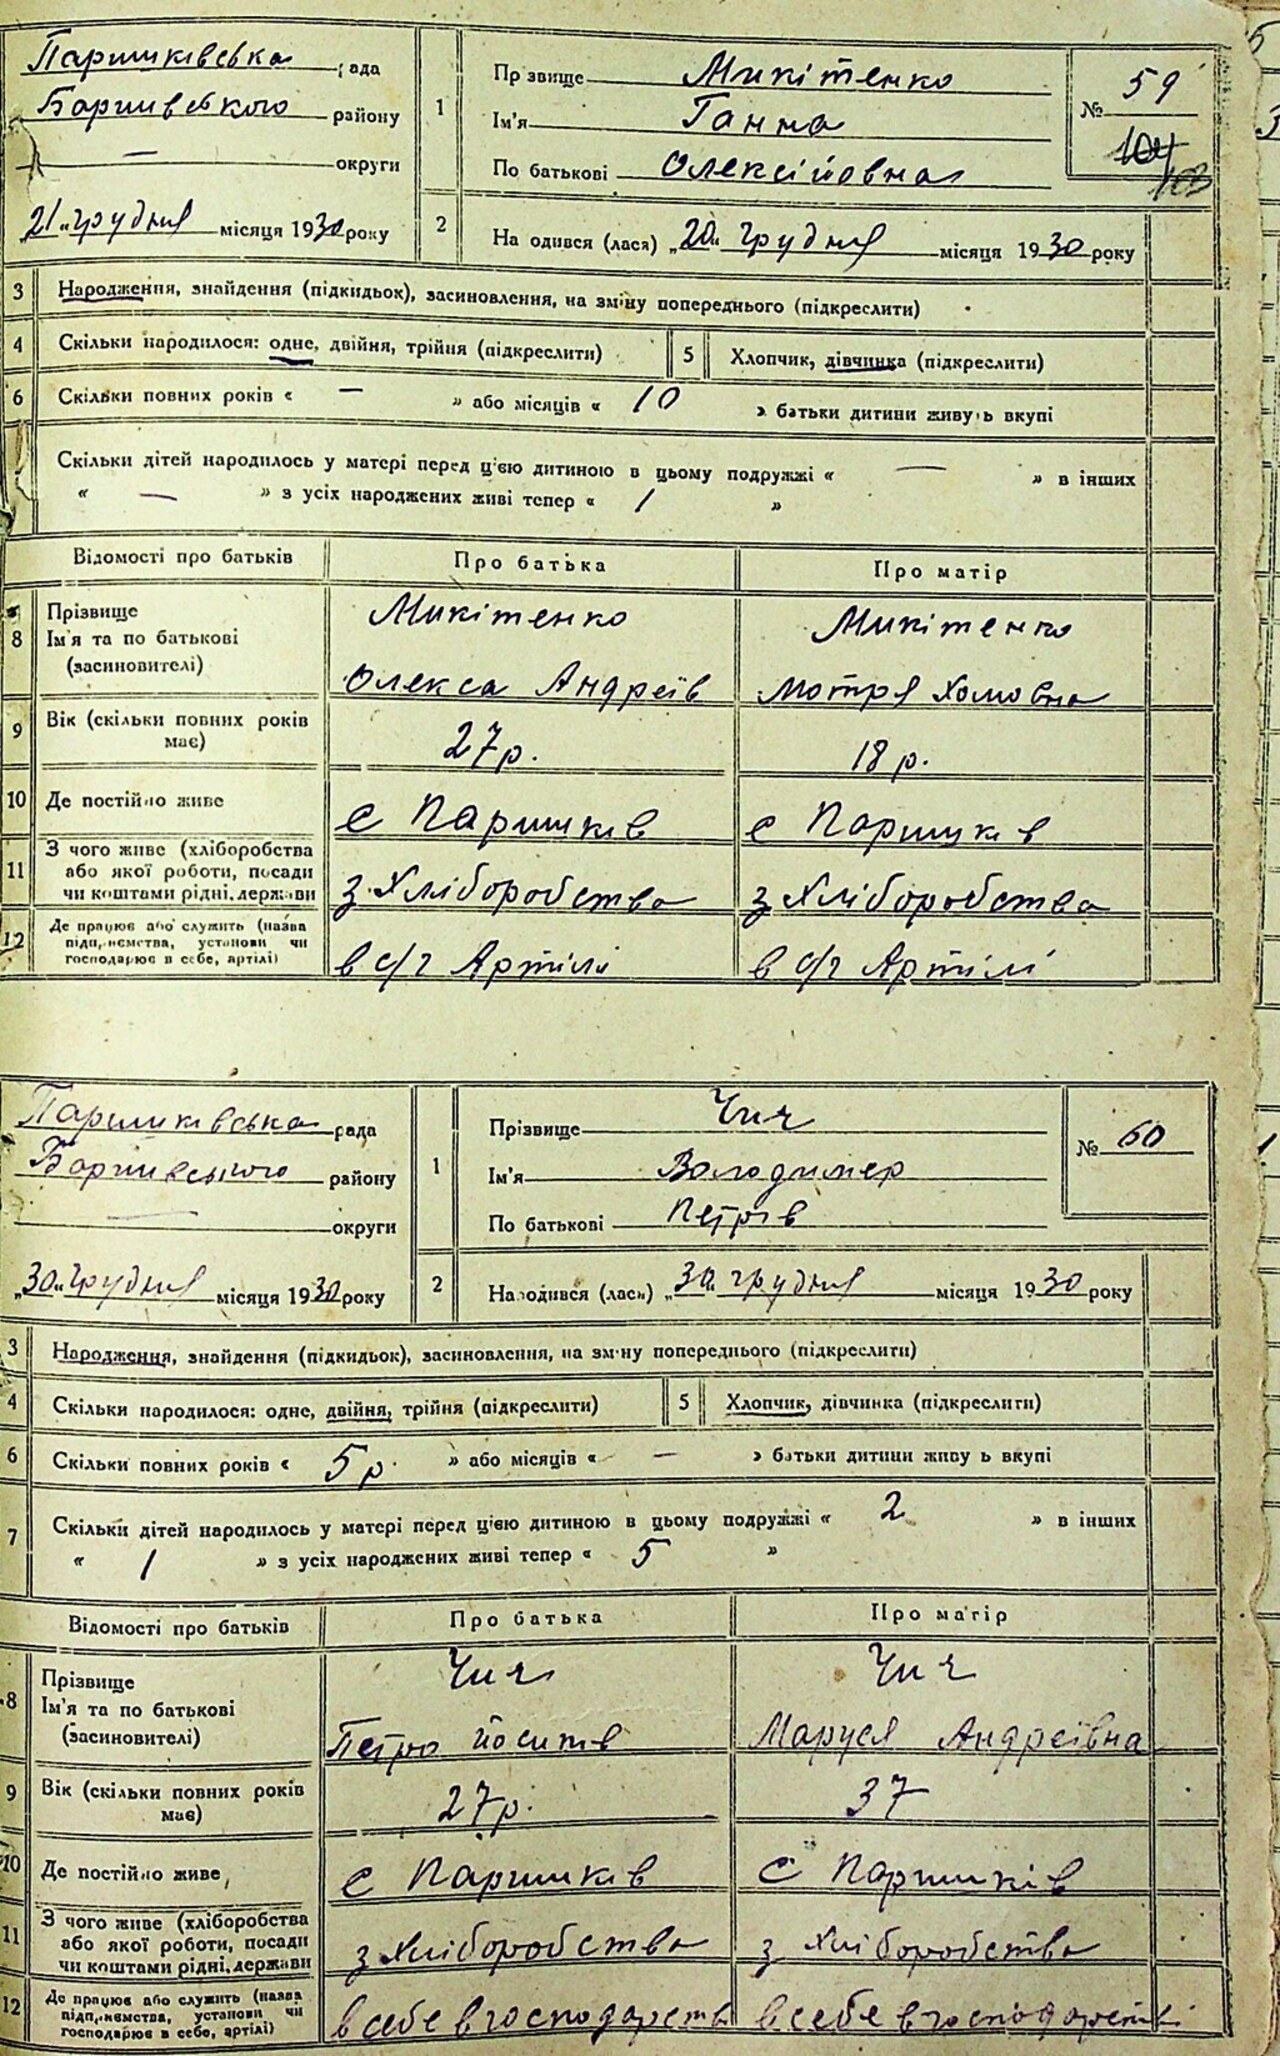 Паришківська рада
Баришівського району
— округи
„21“ грудня місяця 1930 року
1 Прізвище Микітенко
Ім'я Ганна
По батькові Олексійовна
№ 59
104
103
2 На одився (лася) „20“ грудня місяця 1930 року
3 Народження, знайдення (підкидьок), засиновлення, на зміну попереднього (підкреслити)
4 Скільки народилося: одне, двійня, трійня (підкреслити) 5 Хлопчик, дівчинка (підкреслити)
6 Скільки повних років « — » або місяців « 10 » батьки дитини живуть вкупі
Скільки дітей народилось у матері перед цією дитиною в цьому подружжі « — » в інших
« — » з усіх народжених живі тепер « 1 »
Відомості про батьків Про батька Про матір
8 Прізвище Микітенко Микітенко
Ім'я та по батькові
(засиновителі) Олекса Андреїв Мотря Хомовна
9 Вік (скільки повних років має) 27р. 18 р.
10 Де постійно живе с Паришків с Паришків
11 З чого живе (хліборобства
або якої роботи, посади
чи коштами рідні, держави з Хліборобства з Хліборобства
12 Де працює або служить (назва
підприємства, установи чи
господарює в себе, артілі) в с/г Артілі в с/г Артілі
Паришківська рада
Баришівського району
— округи
„30“ грудня місяця 1930 року
1 Прізвище Чич
Ім'я Володимер
По батькові Петрів
№ 60
2 Народився (лась) „30“ грудня місяця 1930 року
3 Народження, знайдення (підкидьок), засиновлення, на зміну попереднього (підкреслити)
4 Скільки народилося: одне, двійня, трійня (підкреслити) 5 Хлопчик, дівчинка (підкреслити)
6 Скільки повних років « 5 р. » або місяців « — » батьки дитини живуть вкупі
7 Скільки дітей народилось у матері перед цією дитиною в цьому подружжі « 2 » в інших
« 1 » з усіх народжених живі тепер « 5 »
Відомості про батьків Про батька Про матір
8 Прізвище Чич Чич
Ім'я та по батькові
(засиновителі) Петро Йосипів Маруся Андреївна
9 Вік (скільки повних років має) 27р. 37
10 Де постійно живе с Паришків с Паришків
11 З чого живе (хліборобства
або якої роботи, посади
чи коштами рідні, держави з Хліборобства з Хліборобства
12 Де працює або служить (назва
підприємства, установи чи
господарює в себе, артілі) в себе в господарстві в себе в господарстві